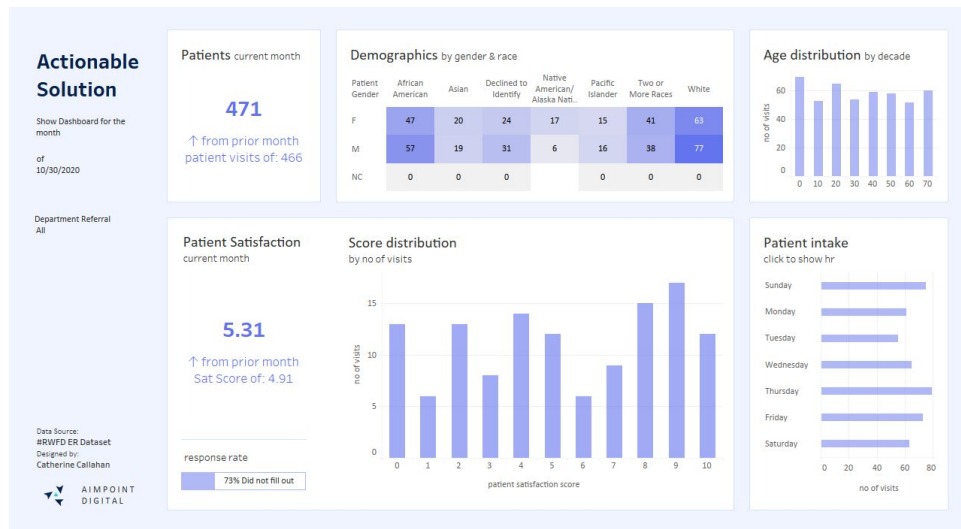 Actionable
Solution
Show Dashboard for the
month
of
10/30/2020
Department Referral
All
Data Source:
#RWFD ER Dataset
Designed by:
Catherine Callahan
AIMPOINT
DIGITAL
Patients current month
471
↑ from prior month
patient visits of: 466
Demographics by gender & race
Patient
Gender
African
American
Asian
Declined to
Identify
Native
American/
Alaska Nati..
Pacific
Islander
Two or
More Races
White
F 47 20 24 17 15 41 63
M 57 19 31 6 16 38 77
NC 0 0 0 0 0 0
Age distribution by decade
no of visits
60
40
20
0
0 10 20 30 40 50 60 70
Patient Satisfaction
current month
5.31
↑ from prior month
Sat Score of: 4.91
response rate
73% Did not fill out
Score distribution
by no of visits
no of visits
15
10
5
0
0 1 2 3 4 5 6 7 8 9 10
patient satisfaction score
Patient intake
click to show hr
Sunday
Monday
Tuesday
Wednesday
Thursday
Friday
Saturday
0 20 40 60 80
no of visits